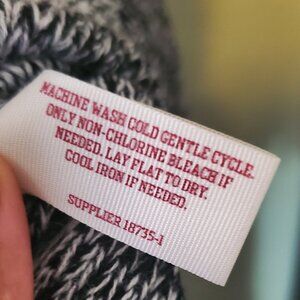 MACHINE WASH COLD GENTLE CYCLE.
ONLY NON-CHLORINE BLEACH IF
NEEDED. LAY FLAT TO DRY.
COOL IRON IF NEEDED.
SUPPLIER 18735-1